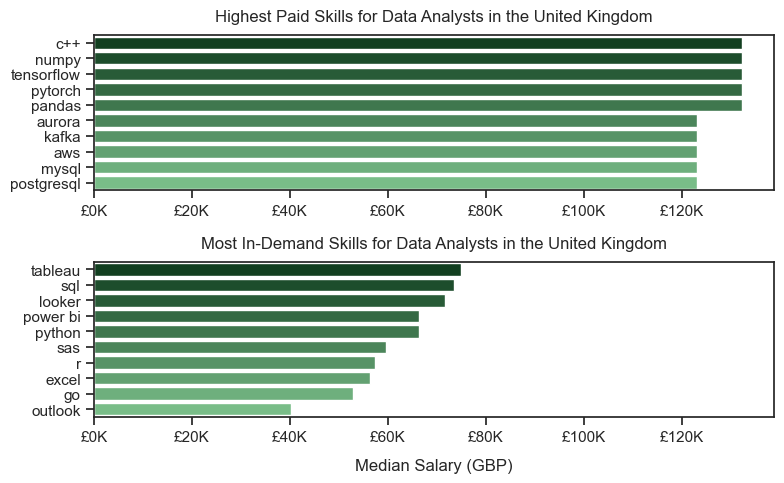 Highest Paid Skills for Data Analysts in the United Kingdom
c++
numpy
tensorflow
pytorch
pandas
aurora
kafka
aws
mysql
postgresql
£0K £20K £40K £60K £80K £100K £120K
Most In-Demand Skills for Data Analysts in the United Kingdom
tableau
sql
looker
power bi
python
sas
r
excel
go
outlook
£0K £20K £40K £60K £80K £100K £120K
Median Salary (GBP)